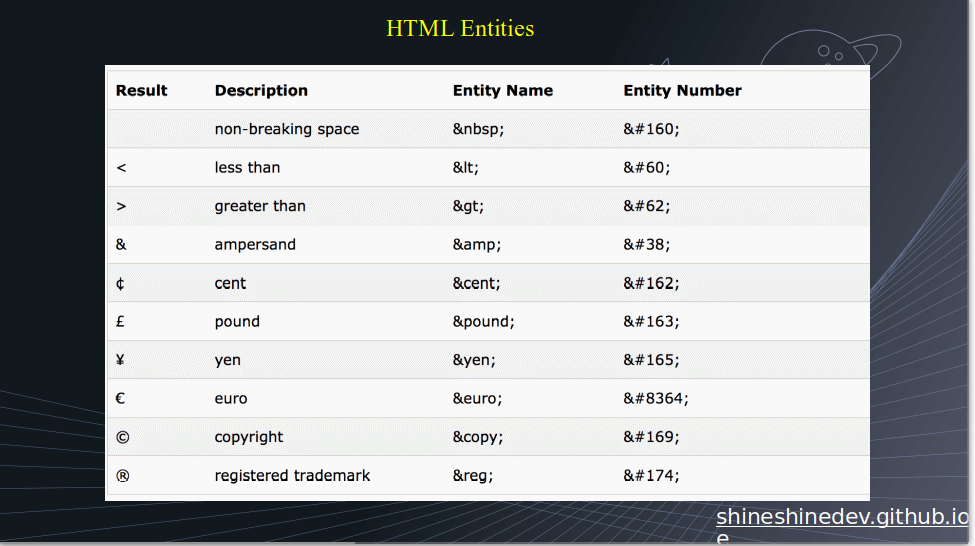 HTML Entities
Result Description Entity Name Entity Number
non-breaking space &nbsp; &#160;
< less than &lt; &#60;
> greater than &gt; &#62;
& ampersand &amp; &#38;
¢ cent &cent; &#162;
£ pound &pound; &#163;
¥ yen &yen; &#165;
€ euro &euro; &#8364;
© copyright &copy; &#169;
® registered trademark &reg; &#174;
shineshinedev.github.io
e